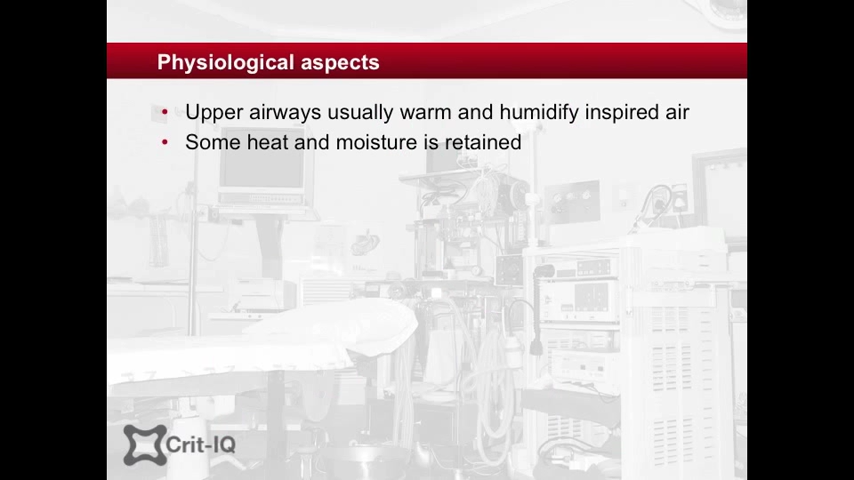 Physiological aspects
• Upper airways usually warm and humidify inspired air
• Some heat and moisture is retained
Crit-IQ